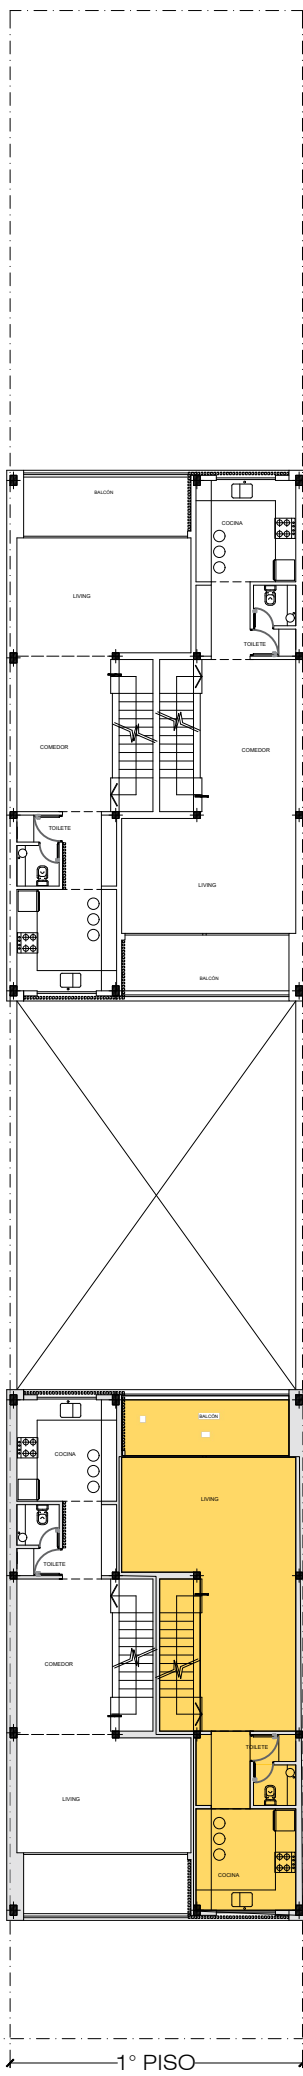 BALCÓN
COCINA
LIVING
TOILETE
COMEDOR
COMEDOR
TOILETE
LIVING
BALCÓN
BALCÓN
COCINA
LIVING
TOILETE
COMEDOR
TOILETE
LIVING
COCINA
1° PISO